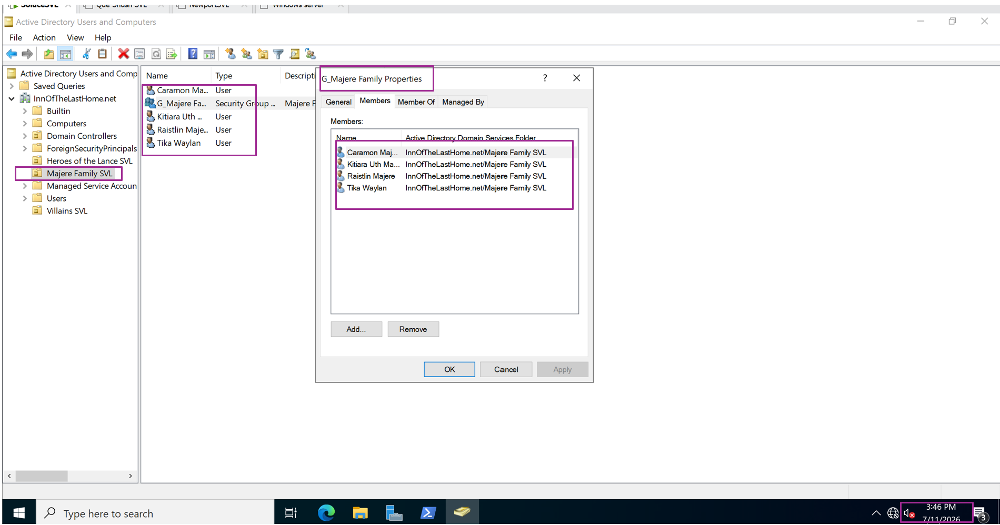 SolaceSVL
Que-Shush SVL
NewportSVL
Windows server
Active Directory Users and Computers
File Action View Help
Active Directory Users and Comp
Saved Queries
InnOfTheLastHome.net
Builtin
Computers
Domain Controllers
ForeignSecurityPrincipals
Heroes of the Lance SVL
Majere Family SVL
Managed Service Accoun
Users
Villains SVL
Name Type Descripti
Caramon Ma... User
G_Majere Fa... Security Group ... Majere F
Kitiara Uth ... User
Raistlin Maje... User
Tika Waylan User
G_Majere Family Properties
?
General Members Member Of Managed By
Members:
Name Active Directory Domain Services Folder
Caramon Maj... InnOfTheLastHome.net/Majere Family SVL
Kitiara Uth Ma... InnOfTheLastHome.net/Majere Family SVL
Raistlin Majere InnOfTheLastHome.net/Majere Family SVL
Tika Waylan InnOfTheLastHome.net/Majere Family SVL
Add... Remove
OK Cancel Apply
Type here to search
3:46 PM
7/11/2026
3